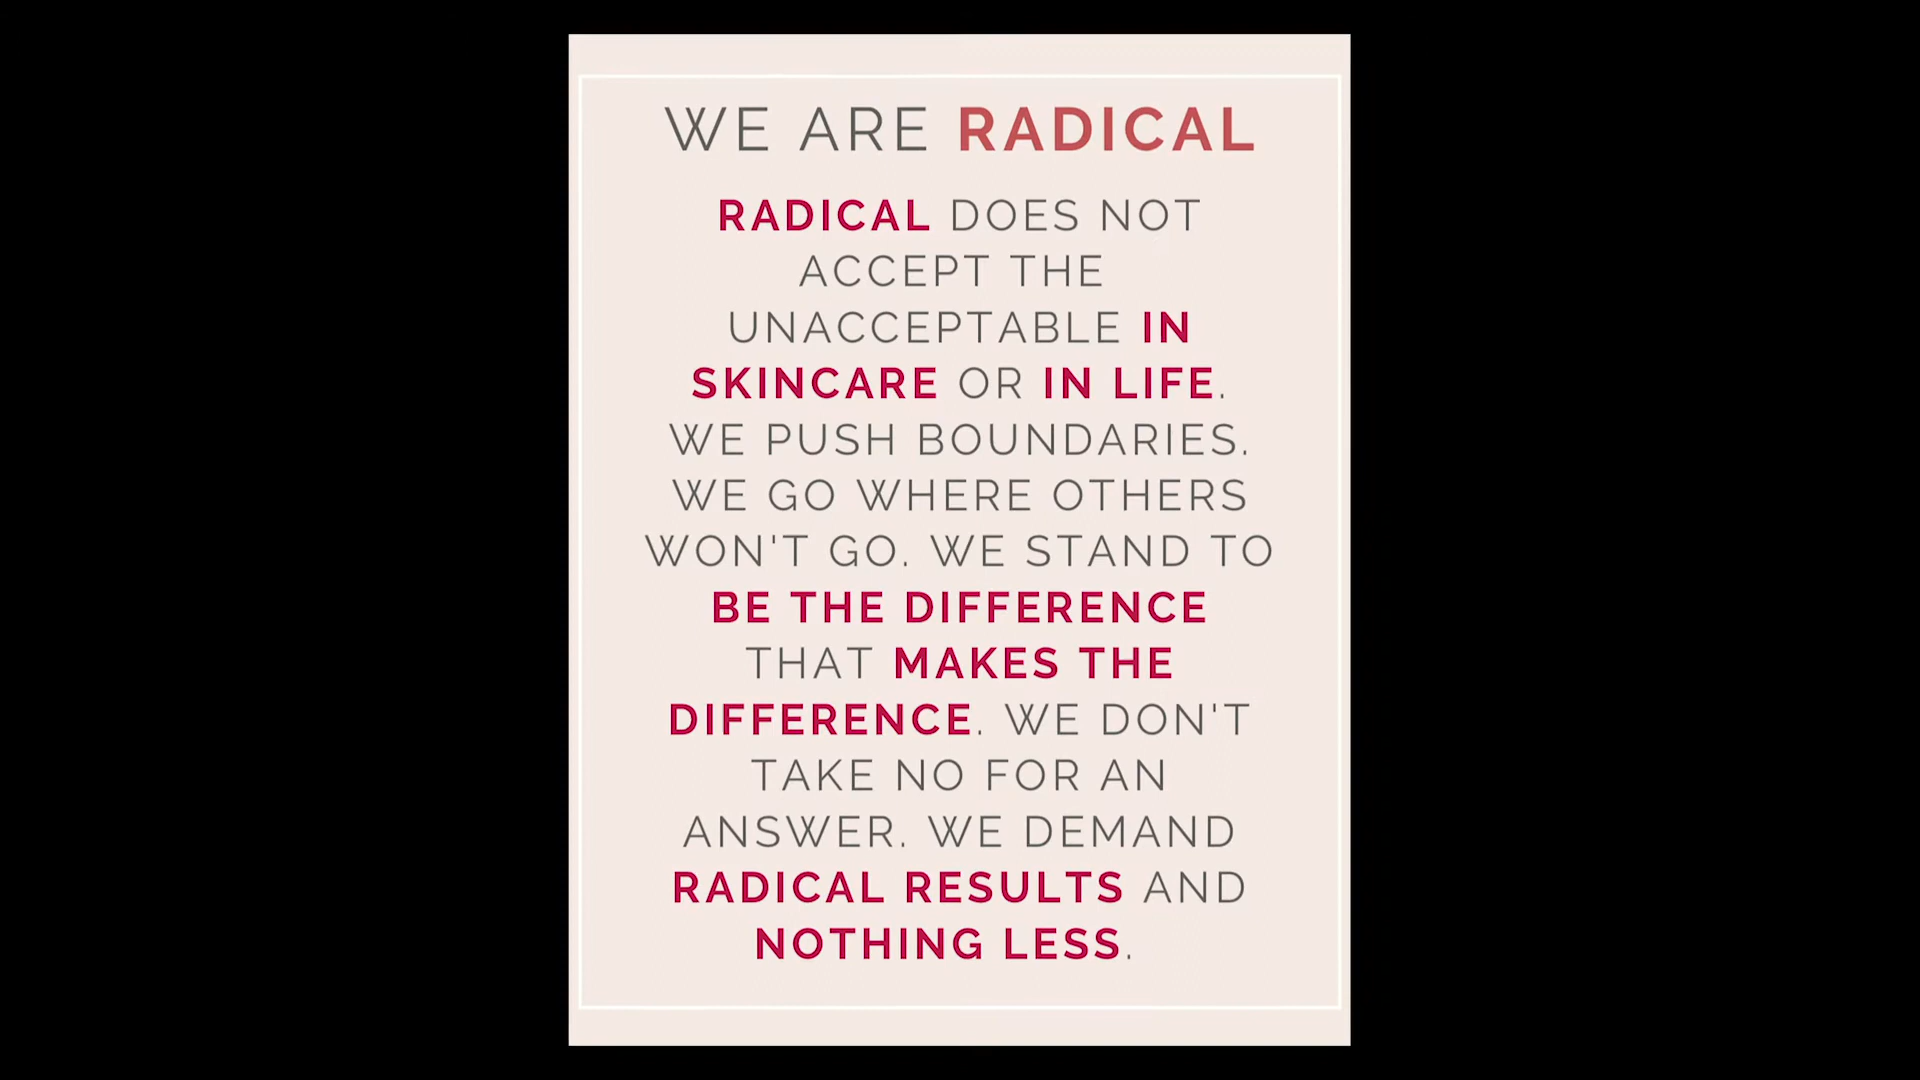 WE ARE RADICAL
RADICAL DOES NOT
ACCEPT THE
UNACCEPTABLE IN
SKINCARE OR IN LIFE.
WE PUSH BOUNDARIES.
WE GO WHERE OTHERS
WON'T GO. WE STAND TO
BE THE DIFFERENCE
THAT MAKES THE
DIFFERENCE. WE DON'T
TAKE NO FOR AN
ANSWER. WE DEMAND
RADICAL RESULTS AND
NOTHING LESS.